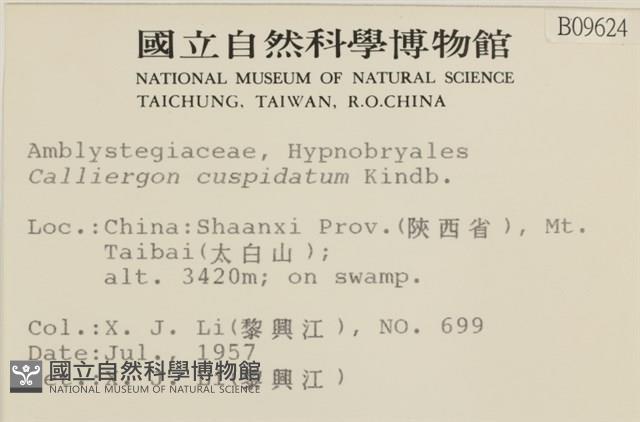 B09624
國立自然科學博物館
NATIONAL MUSEUM OF NATURAL SCIENCE
TAICHUNG, TAIWAN, R.O.CHINA
Amblystegiaceae, Hypnobryales
Calliergon cuspidatum Kindb.
Loc.:China:Shaanxi Prov.(陝西省), Mt.
Taibai(太白山);
alt. 3420m; on swamp.
Col.:X. J. Li(黎興江), NO. 699
Date:Jul., 1957
國立自然科學博物館
NATIONAL MUSEUM OF NATURAL SCIENCE
(黎興江)